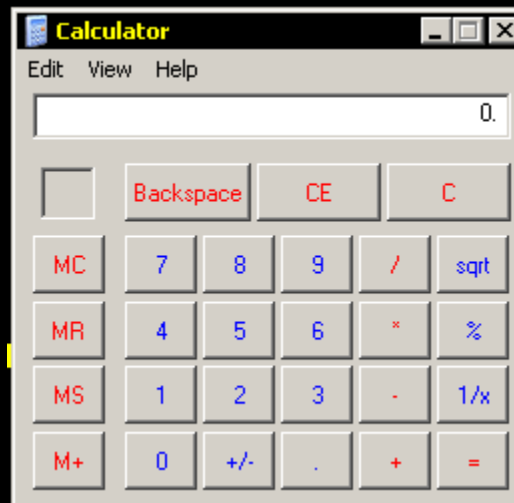 Calculator
Edit View Help
0.
Backspace CE C
MC 7 8 9 / sqrt
MR 4 5 6 * %
MS 1 2 3 - 1/x
M+ 0 +/- . + =